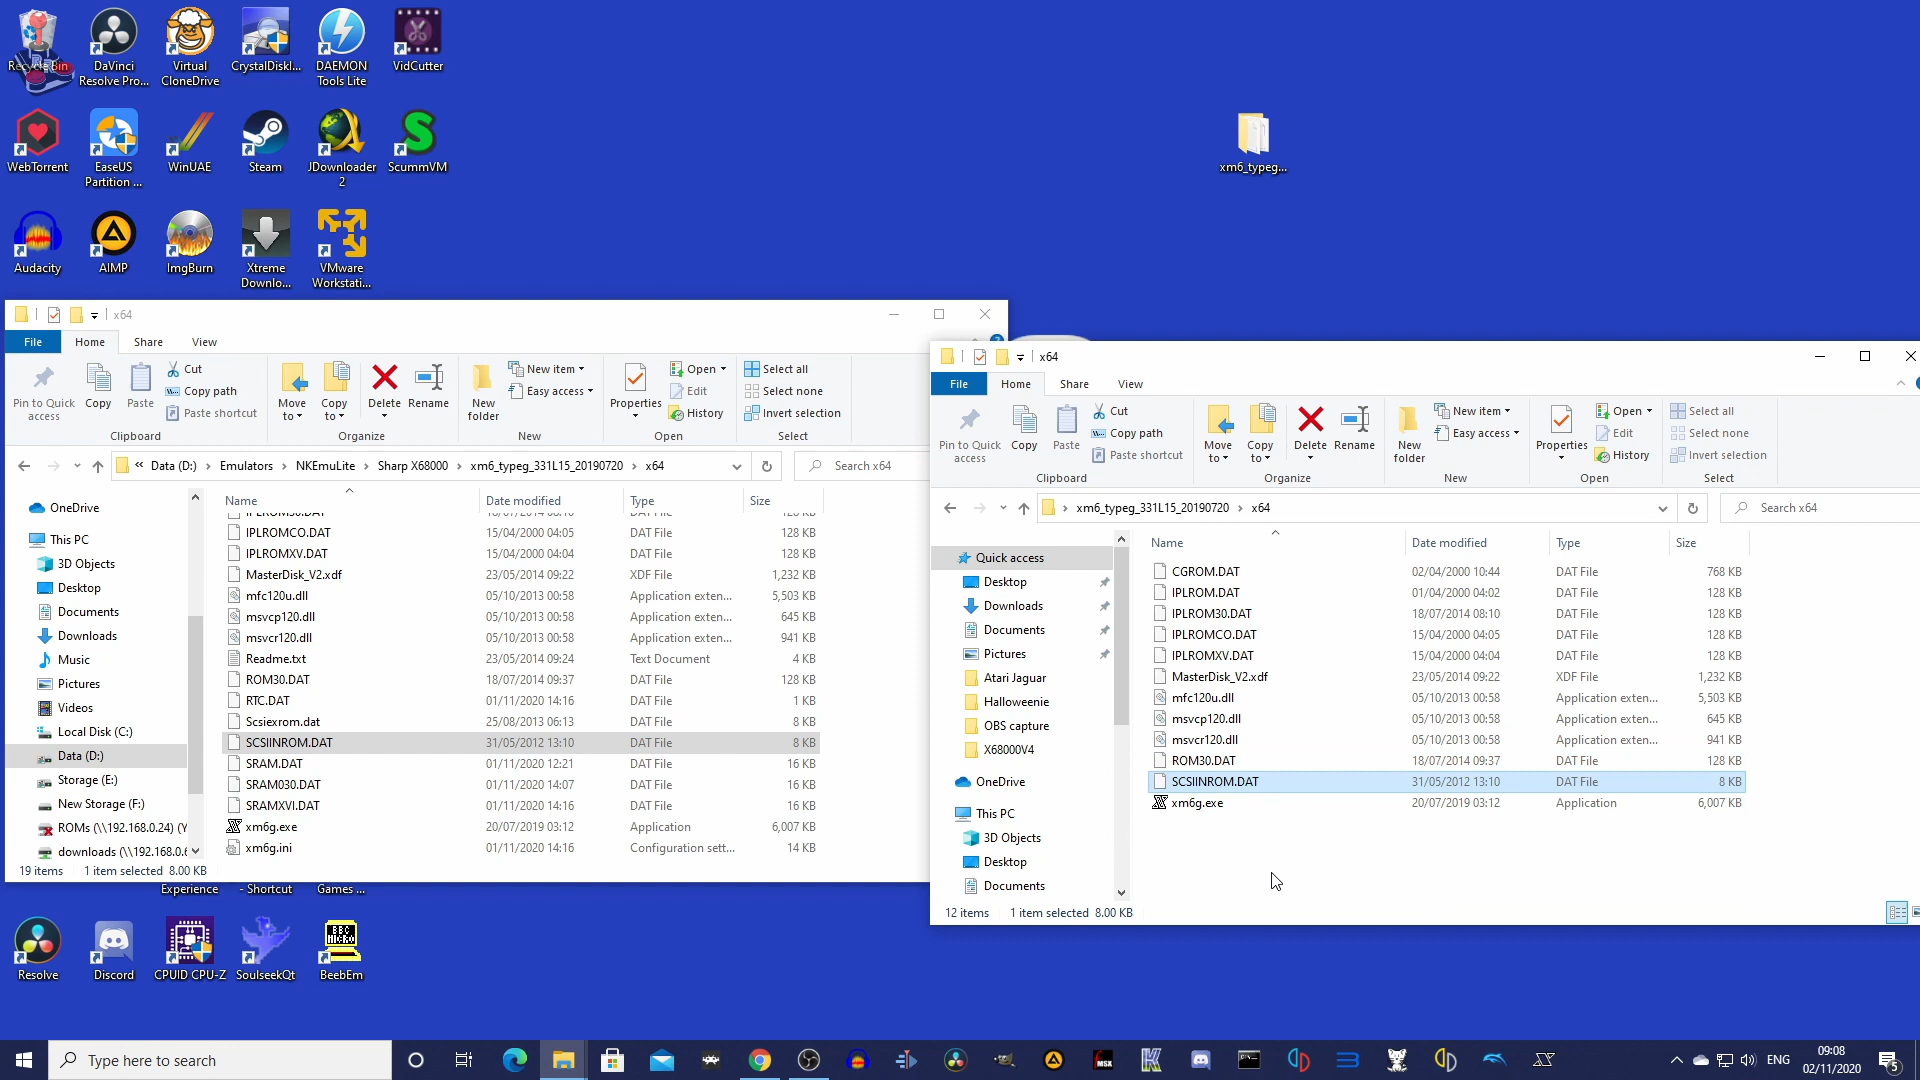 Recycle Bin
DaVinci Resolve Pro...
Virtual CloneDrive
CrystalDiskI...
DAEMON Tools Lite
VidCutter
WebTorrent
EaseUS Partition ...
WinUAE
Steam
JDownloader 2
ScummVM
xm6_typeg...
Audacity
AIMP
ImgBurn
Xtreme Downlo...
VMware Workstati...
x64
File
Home
Share
View
Pin to Quick access
Copy
Paste
Cut
Copy path
Paste shortcut
Clipboard
Move to
Copy to
Delete
Rename
Organize
New folder
New item
Easy access
New
Properties
Open
Edit
History
Open
Select all
Select none
Invert selection
Select
« Data (D:) › Emulators › NKEmuLite › Sharp X68000 › xm6_typeg_331L15_20190720 › x64
Search x64
OneDrive
This PC
3D Objects
Desktop
Documents
Downloads
Music
Pictures
Videos
Local Disk (C:)
Data (D:)
Storage (E:)
New Storage (F:)
ROMs (\\192.168.0.24) (Y
downloads (\\192.168.0.6
Name Date modified Type Size
IPLROM30.DAT 18/07/2014 08:10 DAT File 128 KB
IPLROMCO.DAT 15/04/2000 04:05 DAT File 128 KB
IPLROMXV.DAT 15/04/2000 04:04 DAT File 128 KB
MasterDisk_V2.xdf 23/05/2014 09:22 XDF File 1,232 KB
mfc120u.dll 05/10/2013 00:58 Application exten... 5,503 KB
msvcp120.dll 05/10/2013 00:58 Application exten... 645 KB
msvcr120.dll 05/10/2013 00:58 Application exten... 941 KB
Readme.txt 23/05/2014 09:24 Text Document 4 KB
ROM30.DAT 18/07/2014 09:37 DAT File 128 KB
RTC.DAT 01/11/2020 14:16 DAT File 1 KB
Scsiexrom.dat 25/08/2013 06:13 DAT File 8 KB
SCSIINROM.DAT 31/05/2012 13:10 DAT File 8 KB
SRAM.DAT 01/11/2020 12:21 DAT File 16 KB
SRAM030.DAT 01/11/2020 14:07 DAT File 16 KB
SRAMXVI.DAT 01/11/2020 14:16 DAT File 16 KB
xm6g.exe 20/07/2019 03:12 Application 6,007 KB
xm6g.ini 01/11/2020 14:16 Configuration sett... 14 KB
19 items 1 item selected 8.00 KB
x64
File
Home
Share
View
Pin to Quick access
Copy
Paste
Cut
Copy path
Paste shortcut
Clipboard
Move to
Copy to
Delete
Rename
Organize
New folder
New item
Easy access
New
Properties
Open
Edit
History
Open
Select all
Select none
Invert selection
Select
› xm6_typeg_331L15_20190720 › x64
Search x64
Quick access
Desktop
Downloads
Documents
Pictures
Atari Jaguar
Halloweenie
OBS capture
X68000V4
OneDrive
This PC
3D Objects
Desktop
Documents
Name Date modified Type Size
CGROM.DAT 02/04/2000 10:44 DAT File 768 KB
IPLROM.DAT 01/04/2000 04:02 DAT File 128 KB
IPLROM30.DAT 18/07/2014 08:10 DAT File 128 KB
IPLROMCO.DAT 15/04/2000 04:05 DAT File 128 KB
IPLROMXV.DAT 15/04/2000 04:04 DAT File 128 KB
MasterDisk_V2.xdf 23/05/2014 09:22 XDF File 1,232 KB
mfc120u.dll 05/10/2013 00:58 Application exten... 5,503 KB
msvcp120.dll 05/10/2013 00:58 Application exten... 645 KB
msvcr120.dll 05/10/2013 00:58 Application exten... 941 KB
ROM30.DAT 18/07/2014 09:37 DAT File 128 KB
SCSIINROM.DAT 31/05/2012 13:10 DAT File 8 KB
xm6g.exe 20/07/2019 03:12 Application 6,007 KB
12 items 1 item selected 8.00 KB
Experience
- Shortcut
Games ...
Resolve
Discord
CPUID CPU-Z
SoulseekQt
BBC MICRO
BeebEm
Type here to search
MSX
ENG
09:08
02/11/2020
5